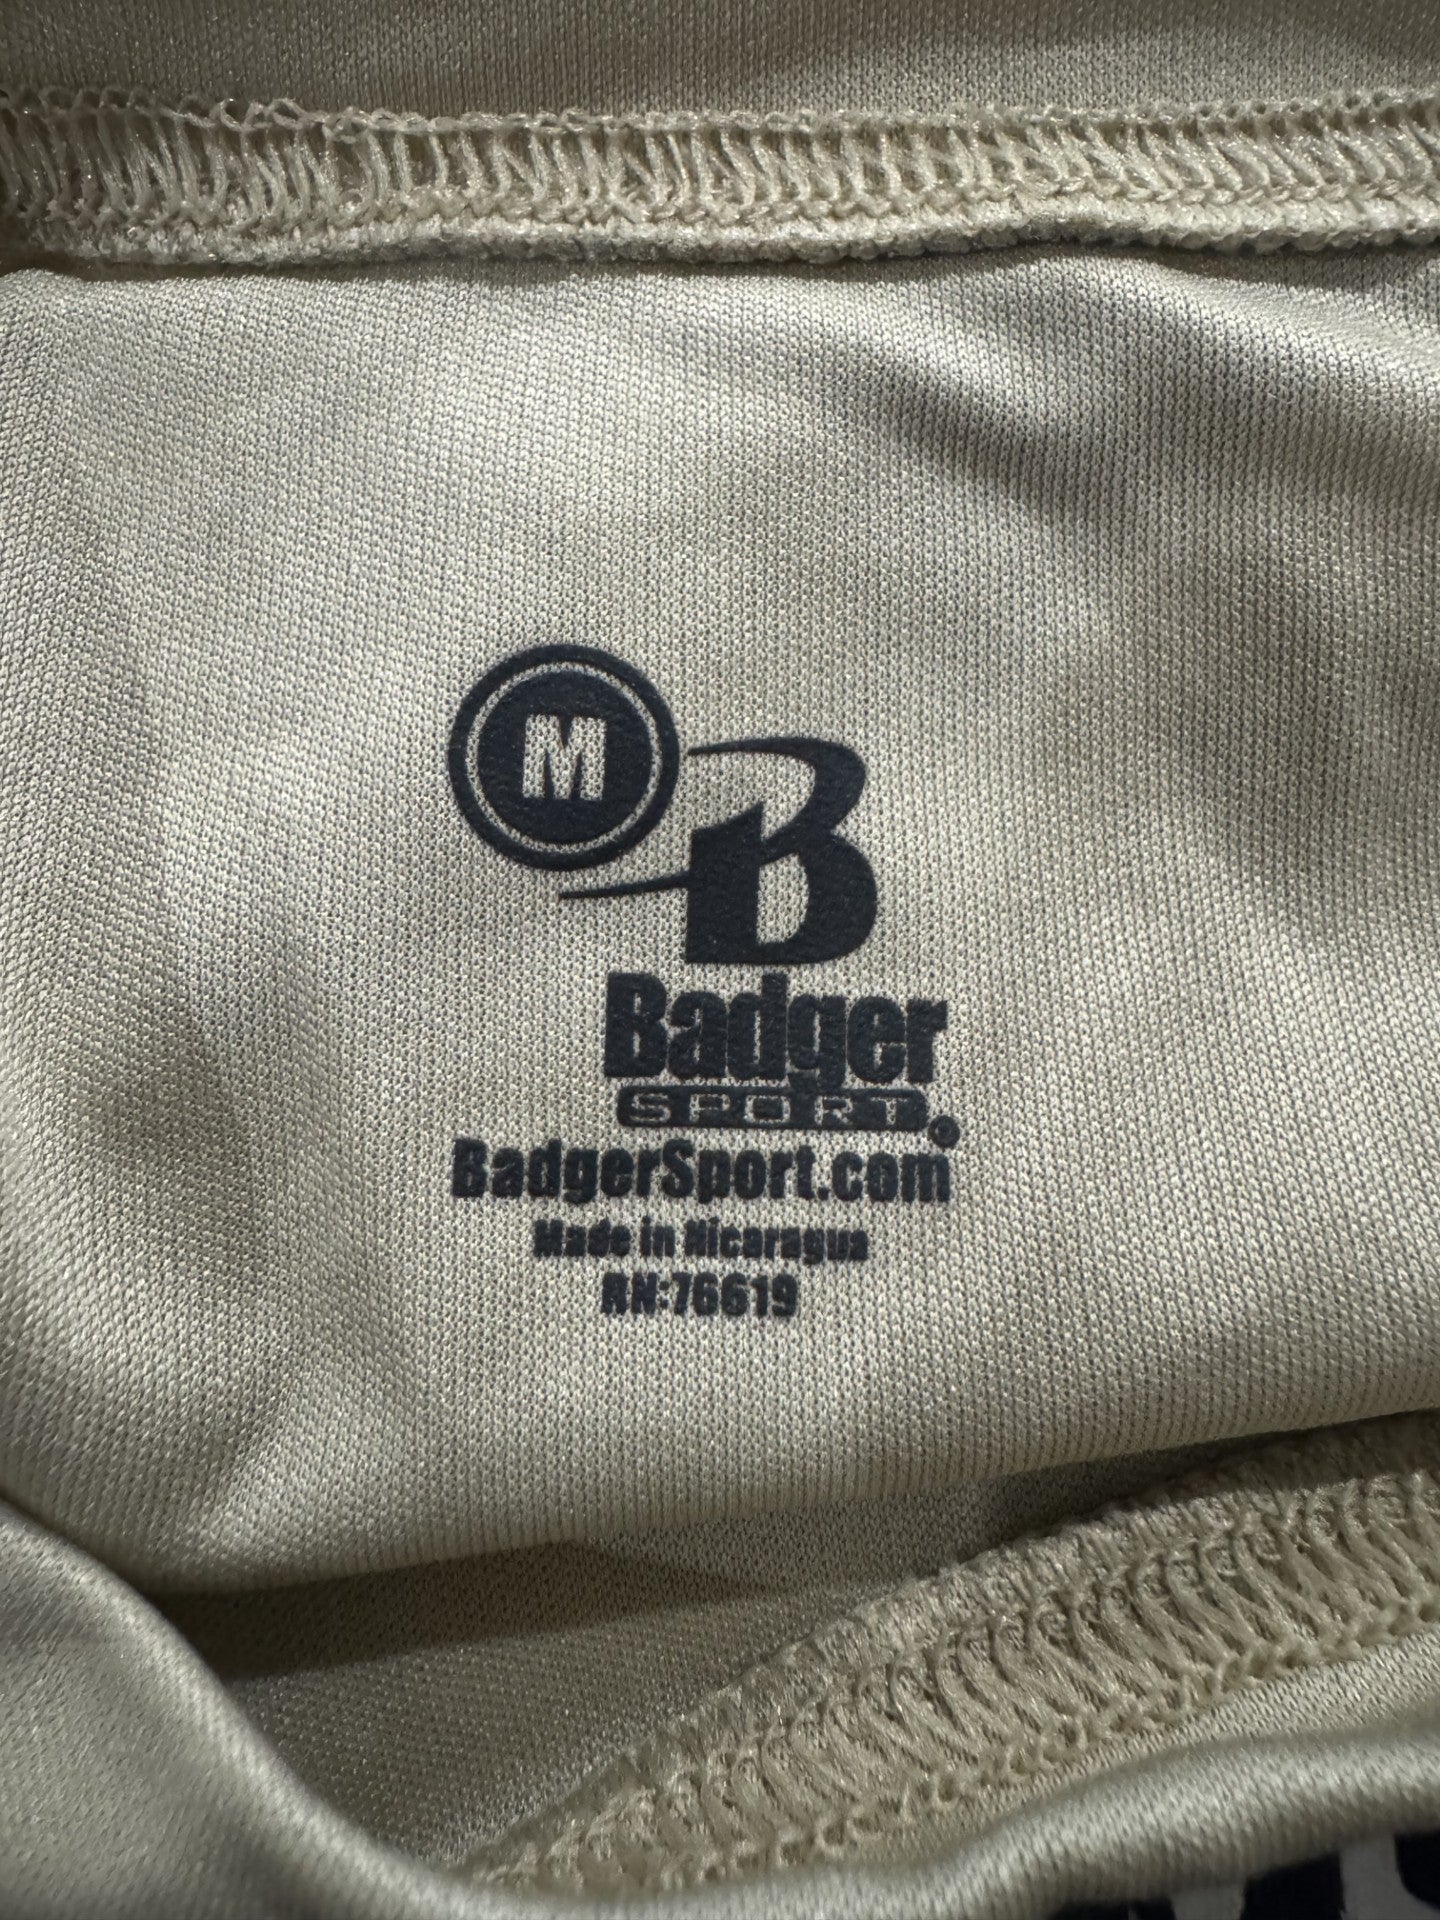 M
B
Badger
SPORT®
BadgerSport.com
Made in Nicaragua
RN:76619